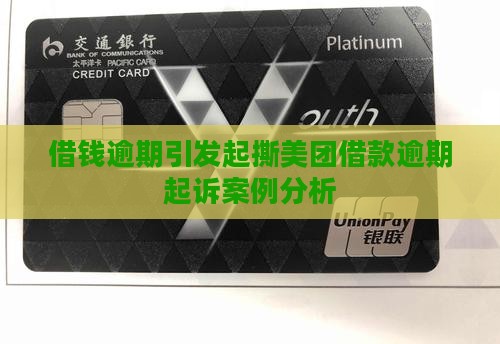 交通銀行
BANK OF COMMUNICATIONS
太平洋卡 PACIFIC CARD
CREDIT CARD
Platinum
outh
借钱逾期引发起撕美团借款逾期
起诉案例分析
UnionPay
银联